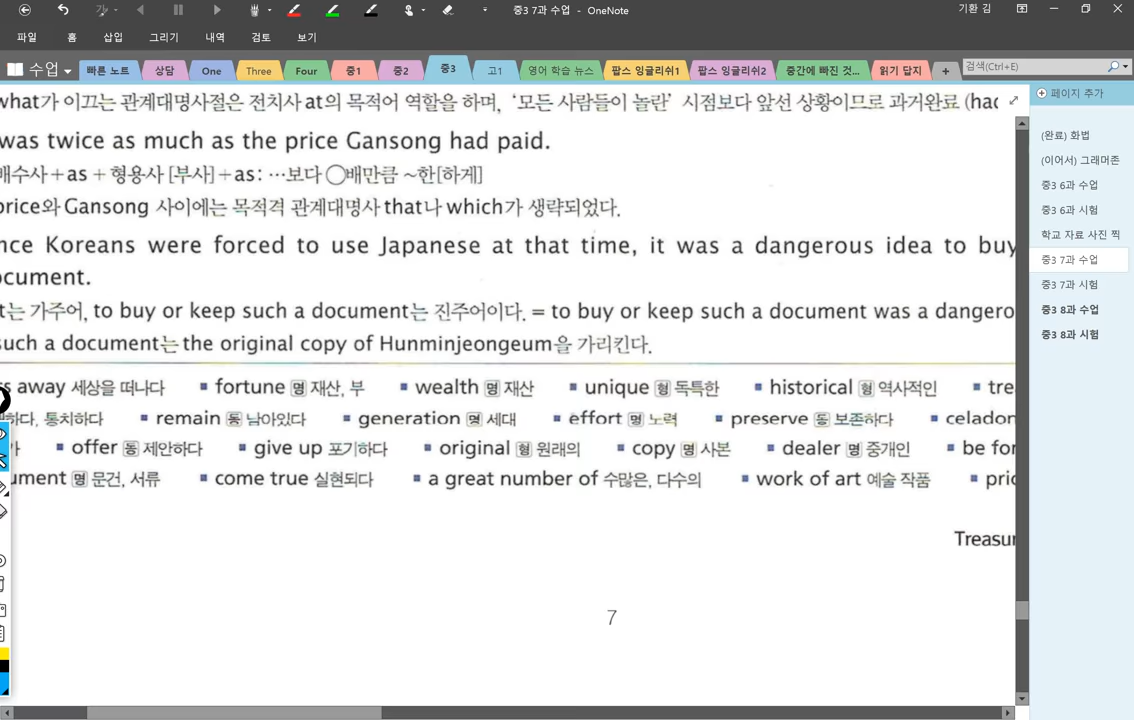 중3 7과 수업 - OneNote
기환 김
파일 홈 삽입 그리기 내역 검토 보기
수업 빠른 노트 상담 One Three Four 중1 중2 중3 고1 영어 학습 뉴스 팝스 잉글리쉬1 팝스 잉글리쉬2 중간에 빠진 것... 읽기 답지 + 검색(Ctrl+E)
페이지 추가
(완료) 화법
(이어서) 그래머존
중3 6과 수업
중3 6과 시험
학교 자료 사진 찍
중3 7과 수업
중3 7과 시험
중3 8과 수업
중3 8과 시험
what가 이끄는 관계대명사절은 전치사 at의 목적어 역할을 하며, ‘모든 사람들이 놀란’ 시점보다 앞선 상황이므로 과거완료 (had
was twice as much as the price Gansong had paid.
배수사+as+형용사 [부사]+as: …보다 ◯배만큼 ~한[하게]
price와 Gansong 사이에는 목적격 관계대명사 that나 which가 생략되었다.
nce Koreans were forced to use Japanese at that time, it was a dangerous idea to buy
ocument.
t는 가주어, to buy or keep such a document는 진주어이다. = to buy or keep such a document was a dangero
such a document는 the original copy of Hunminjeongeum을 가리킨다.
ss away 세상을 떠나다 ▪ fortune 명 재산, 부 ▪ wealth 명 재산 ▪ unique 형 독특한 ▪ historical 형 역사적인 ▪ tre
하다, 통치하다 ▪ remain 동 남아있다 ▪ generation 명 세대 ▪ effort 명 노력 ▪ preserve 동 보존하다 ▪ celadon
가 ▪ offer 동 제안하다 ▪ give up 포기하다 ▪ original 형 원래의 ▪ copy 명 사본 ▪ dealer 명 중개인 ▪ be for
ument 명 문건, 서류 ▪ come true 실현되다 ▪ a great number of 수많은, 다수의 ▪ work of art 예술 작품 ▪ pric
Treasur
7